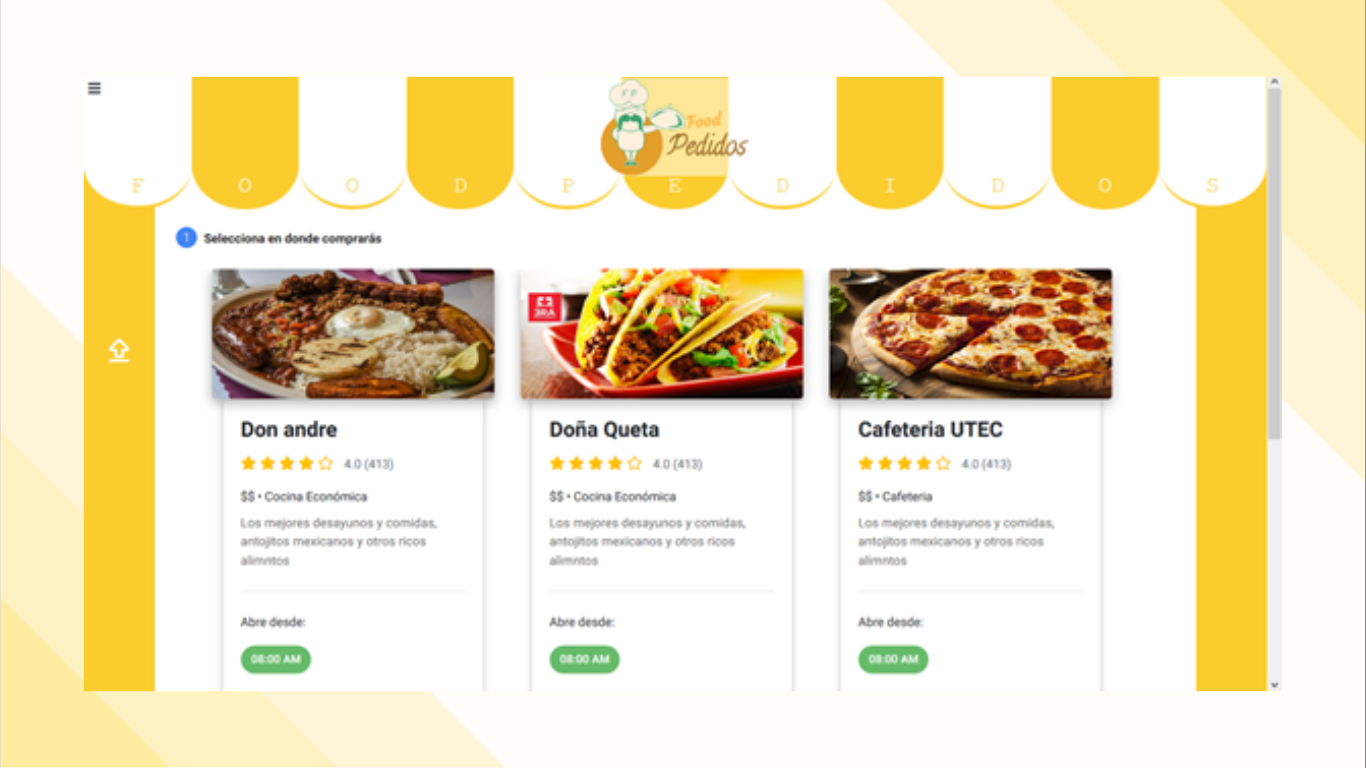 FP
Food
Pedidos
F O O D P E D I D O S
1 Selecciona en donde comprarás
Don andre
4.0 (413)
$$ • Cocina Económica
Los mejores desayunos y comidas,
antojitos mexicanos y otros ricos
alimntos
Abre desde:
08:00 AM
3RA
Doña Queta
4.0 (413)
$$ • Cocina Económica
Los mejores desayunos y comidas,
antojitos mexicanos y otros ricos
alimntos
Abre desde:
08:00 AM
Cafeteria UTEC
4.0 (413)
$$ • Cafeteria
Los mejores desayunos y comidas,
antojitos mexicanos y otros ricos
alimntos
Abre desde:
08:00 AM